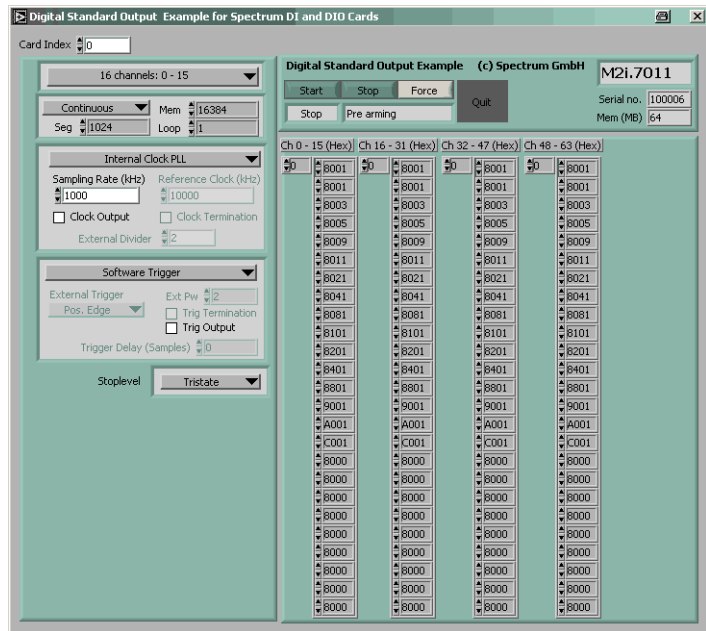 Digital Standard Output Example for Spectrum DI and DIO Cards
Card Index 0
16 channels: 0 - 15
Continuous Mem 16384
Seg 1024 Loop 1
Internal Clock PLL
Sampling Rate (kHz) Reference Clock (kHz)
1000 10000
Clock Output Clock Termination
External Divider 2
Software Trigger
External Trigger Ext Pw 2
Pos. Edge Trig Termination
Trig Output
Trigger Delay (Samples) 0
Stoplevel Tristate
Digital Standard Output Example (c) Spectrum GmbH M2i.7011
Start Stop Force Quit
Stop Pre arming
Serial no. 100006
Mem (MB) 64
Ch 0 - 15 (Hex) Ch 16 - 31 (Hex) Ch 32 - 47 (Hex) Ch 48 - 63 (Hex)
0 8001 0 8001 0 8001 0 8001
8001 8001 8001 8001
8003 8003 8003 8003
8005 8005 8005 8005
8009 8009 8009 8009
8011 8011 8011 8011
8021 8021 8021 8021
8041 8041 8041 8041
8081 8081 8081 8081
8101 8101 8101 8101
8201 8201 8201 8201
8401 8401 8401 8401
8801 8801 8801 8801
9001 9001 9001 9001
A001 A001 A001 A001
C001 C001 C001 C001
8000 8000 8000 8000
8000 8000 8000 8000
8000 8000 8000 8000
8000 8000 8000 8000
8000 8000 8000 8000
8000 8000 8000 8000
8000 8000 8000 8000
8000 8000 8000 8000
8000 8000 8000 8000